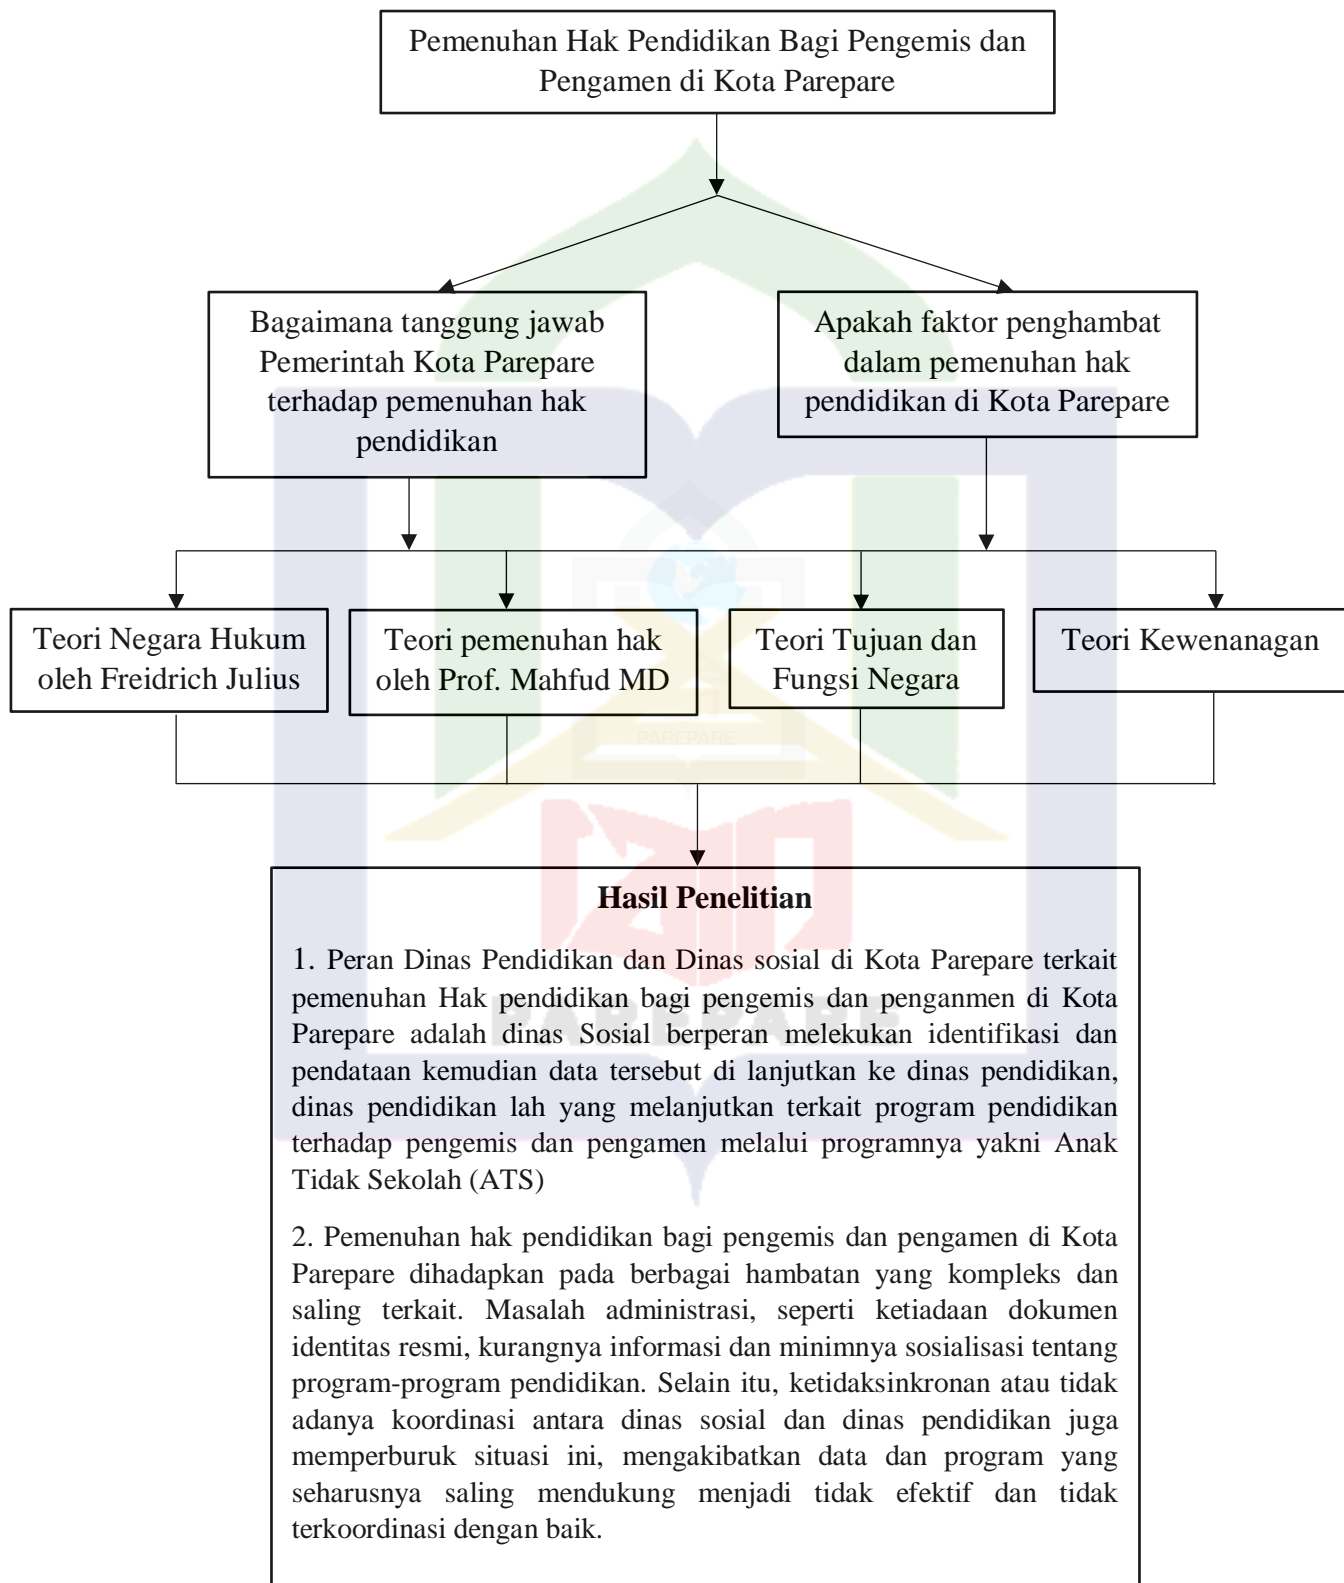 Pemenuhan Hak Pendidikan Bagi Pengemis dan
Pengamen di Kota Parepare
Bagaimana tanggung jawab
Pemerintah Kota Parepare
terhadap pemenuhan hak
pendidikan
Apakah faktor penghambat
dalam pemenuhan hak
pendidikan di Kota Parepare
Teori Negara Hukum
oleh Freidrich Julius
Teori pemenuhan hak
oleh Prof. Mahfud MD
Teori Tujuan dan
Fungsi Negara
Teori Kewenanagan
PAREPARE
Hasil Penelitian
1. Peran Dinas Pendidikan dan Dinas sosial di Kota Parepare terkait
pemenuhan Hak pendidikan bagi pengemis dan penganmen di Kota
Parepare adalah dinas Sosial berperan melekukan identifikasi dan
pendataan kemudian data tersebut di lanjutkan ke dinas pendidikan,
dinas pendidikan lah yang melanjutkan terkait program pendidikan
terhadap pengemis dan pengamen melalui programnya yakni Anak
Tidak Sekolah (ATS)
PAREPARE
2. Pemenuhan hak pendidikan bagi pengemis dan pengamen di Kota
Parepare dihadapkan pada berbagai hambatan yang kompleks dan
saling terkait. Masalah administrasi, seperti ketiadaan dokumen
identitas resmi, kurangnya informasi dan minimnya sosialisasi tentang
program-program pendidikan. Selain itu, ketidaksinkronan atau tidak
adanya koordinasi antara dinas sosial dan dinas pendidikan juga
memperburuk situasi ini, mengakibatkan data dan program yang
seharusnya saling mendukung menjadi tidak efektif dan tidak
terkoordinasi dengan baik.